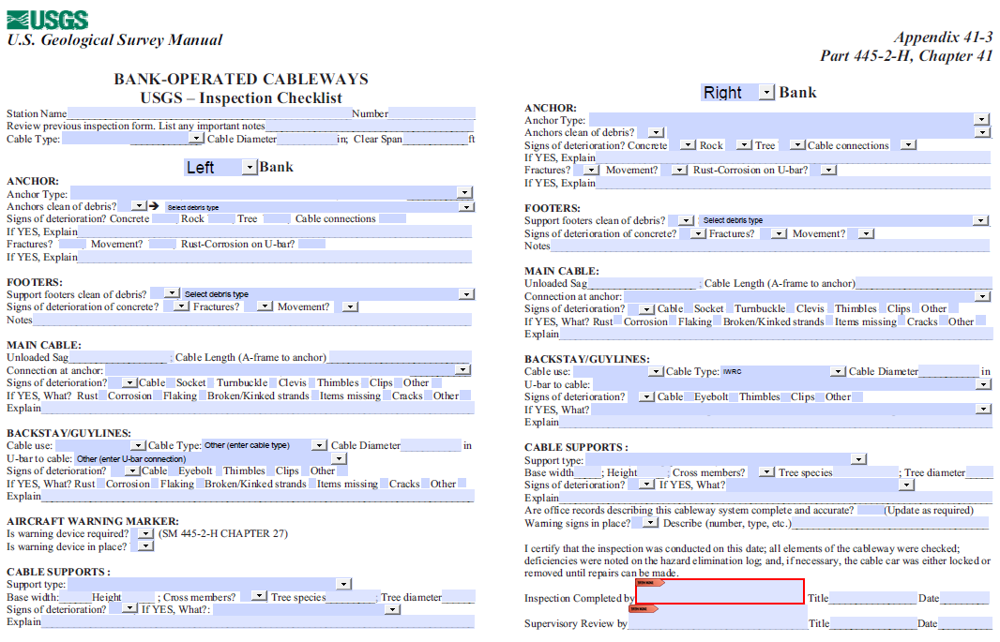 USGS
U.S. Geological Survey Manual
BANK-OPERATED CABLEWAYS
USGS – Inspection Checklist
Station Name Number
Review previous inspection form. List any important notes
Cable Type: Cable Diameter in; Clear Span ft
Left Bank
ANCHOR:
Anchor Type:
Anchors clean of debris? ➔ Select debris type
Signs of deterioration? Concrete Rock Tree Cable connections
If YES, Explain
Fractures? Movement? Rust-Corrosion on U-bar?
If YES, Explain
FOOTERS:
Support footers clean of debris? Select debris type
Signs of deterioration of concrete? Fractures? Movement?
Notes
MAIN CABLE:
Unloaded Sag ; Cable Length (A-frame to anchor)
Connection at anchor:
Signs of deterioration? Cable Socket Turnbuckle Clevis Thimbles Clips Other
If YES, What? Rust Corrosion Flaking Broken/Kinked strands Items missing Cracks Other
Explain
BACKSTAY/GUYLINES:
Cable use: Cable Type: Other (enter cable type) Cable Diameter in
U-bar to cable: Other (enter U-bar connection)
Signs of deterioration? Cable Eyebolt Thimbles Clips Other
If YES, What? Rust Corrosion Flaking Broken/Kinked strands Items missing Cracks Other
Explain
AIRCRAFT WARNING MARKER:
Is warning device required? (SM 445-2-H CHAPTER 27)
Is warning device in place?
CABLE SUPPORTS :
Support type:
Base width: Height ; Cross members? Tree species ; Tree diameter
Signs of deterioration? If YES, What?:
Explain
Appendix 41-3
Part 445-2-H, Chapter 41
Right Bank
ANCHOR:
Anchor Type:
Anchors clean of debris?
Signs of deterioration? Concrete Rock Tree Cable connections
If YES, Explain
Fractures? Movement? Rust-Corrosion on U-bar?
If YES, Explain
FOOTERS:
Support footers clean of debris? Select debris type
Signs of deterioration of concrete? Fractures? Movement?
Notes
MAIN CABLE:
Unloaded Sag ; Cable Length (A-frame to anchor)
Connection at anchor:
Signs of deterioration? Cable Socket Turnbuckle Clevis Thimbles Clips Other
If YES, What? Rust Corrosion Flaking Broken/Kinked strands Items missing Cracks Other
Explain
BACKSTAY/GUYLINES:
Cable use: Cable Type: IWRC Cable Diameter in
U-bar to cable:
Signs of deterioration? Cable Eyebolt Thimbles Clips Other
If YES, What?
Explain
CABLE SUPPORTS :
Support type:
Base width ; Height ; Cross members? Tree species ; Tree diameter
Signs of deterioration? If YES, What?
Explain
Are office records describing this cableway system complete and accurate? (Update as required)
Warning signs in place? Describe (number, type, etc.)
I certify that the inspection was conducted on this date; all elements of the cableway were checked;
deficiencies were noted on the hazard elimination log; and, if necessary, the cable car was either locked or
removed until repairs can be made.
Inspection Completed by Title Date
Supervisory Review by Title Date